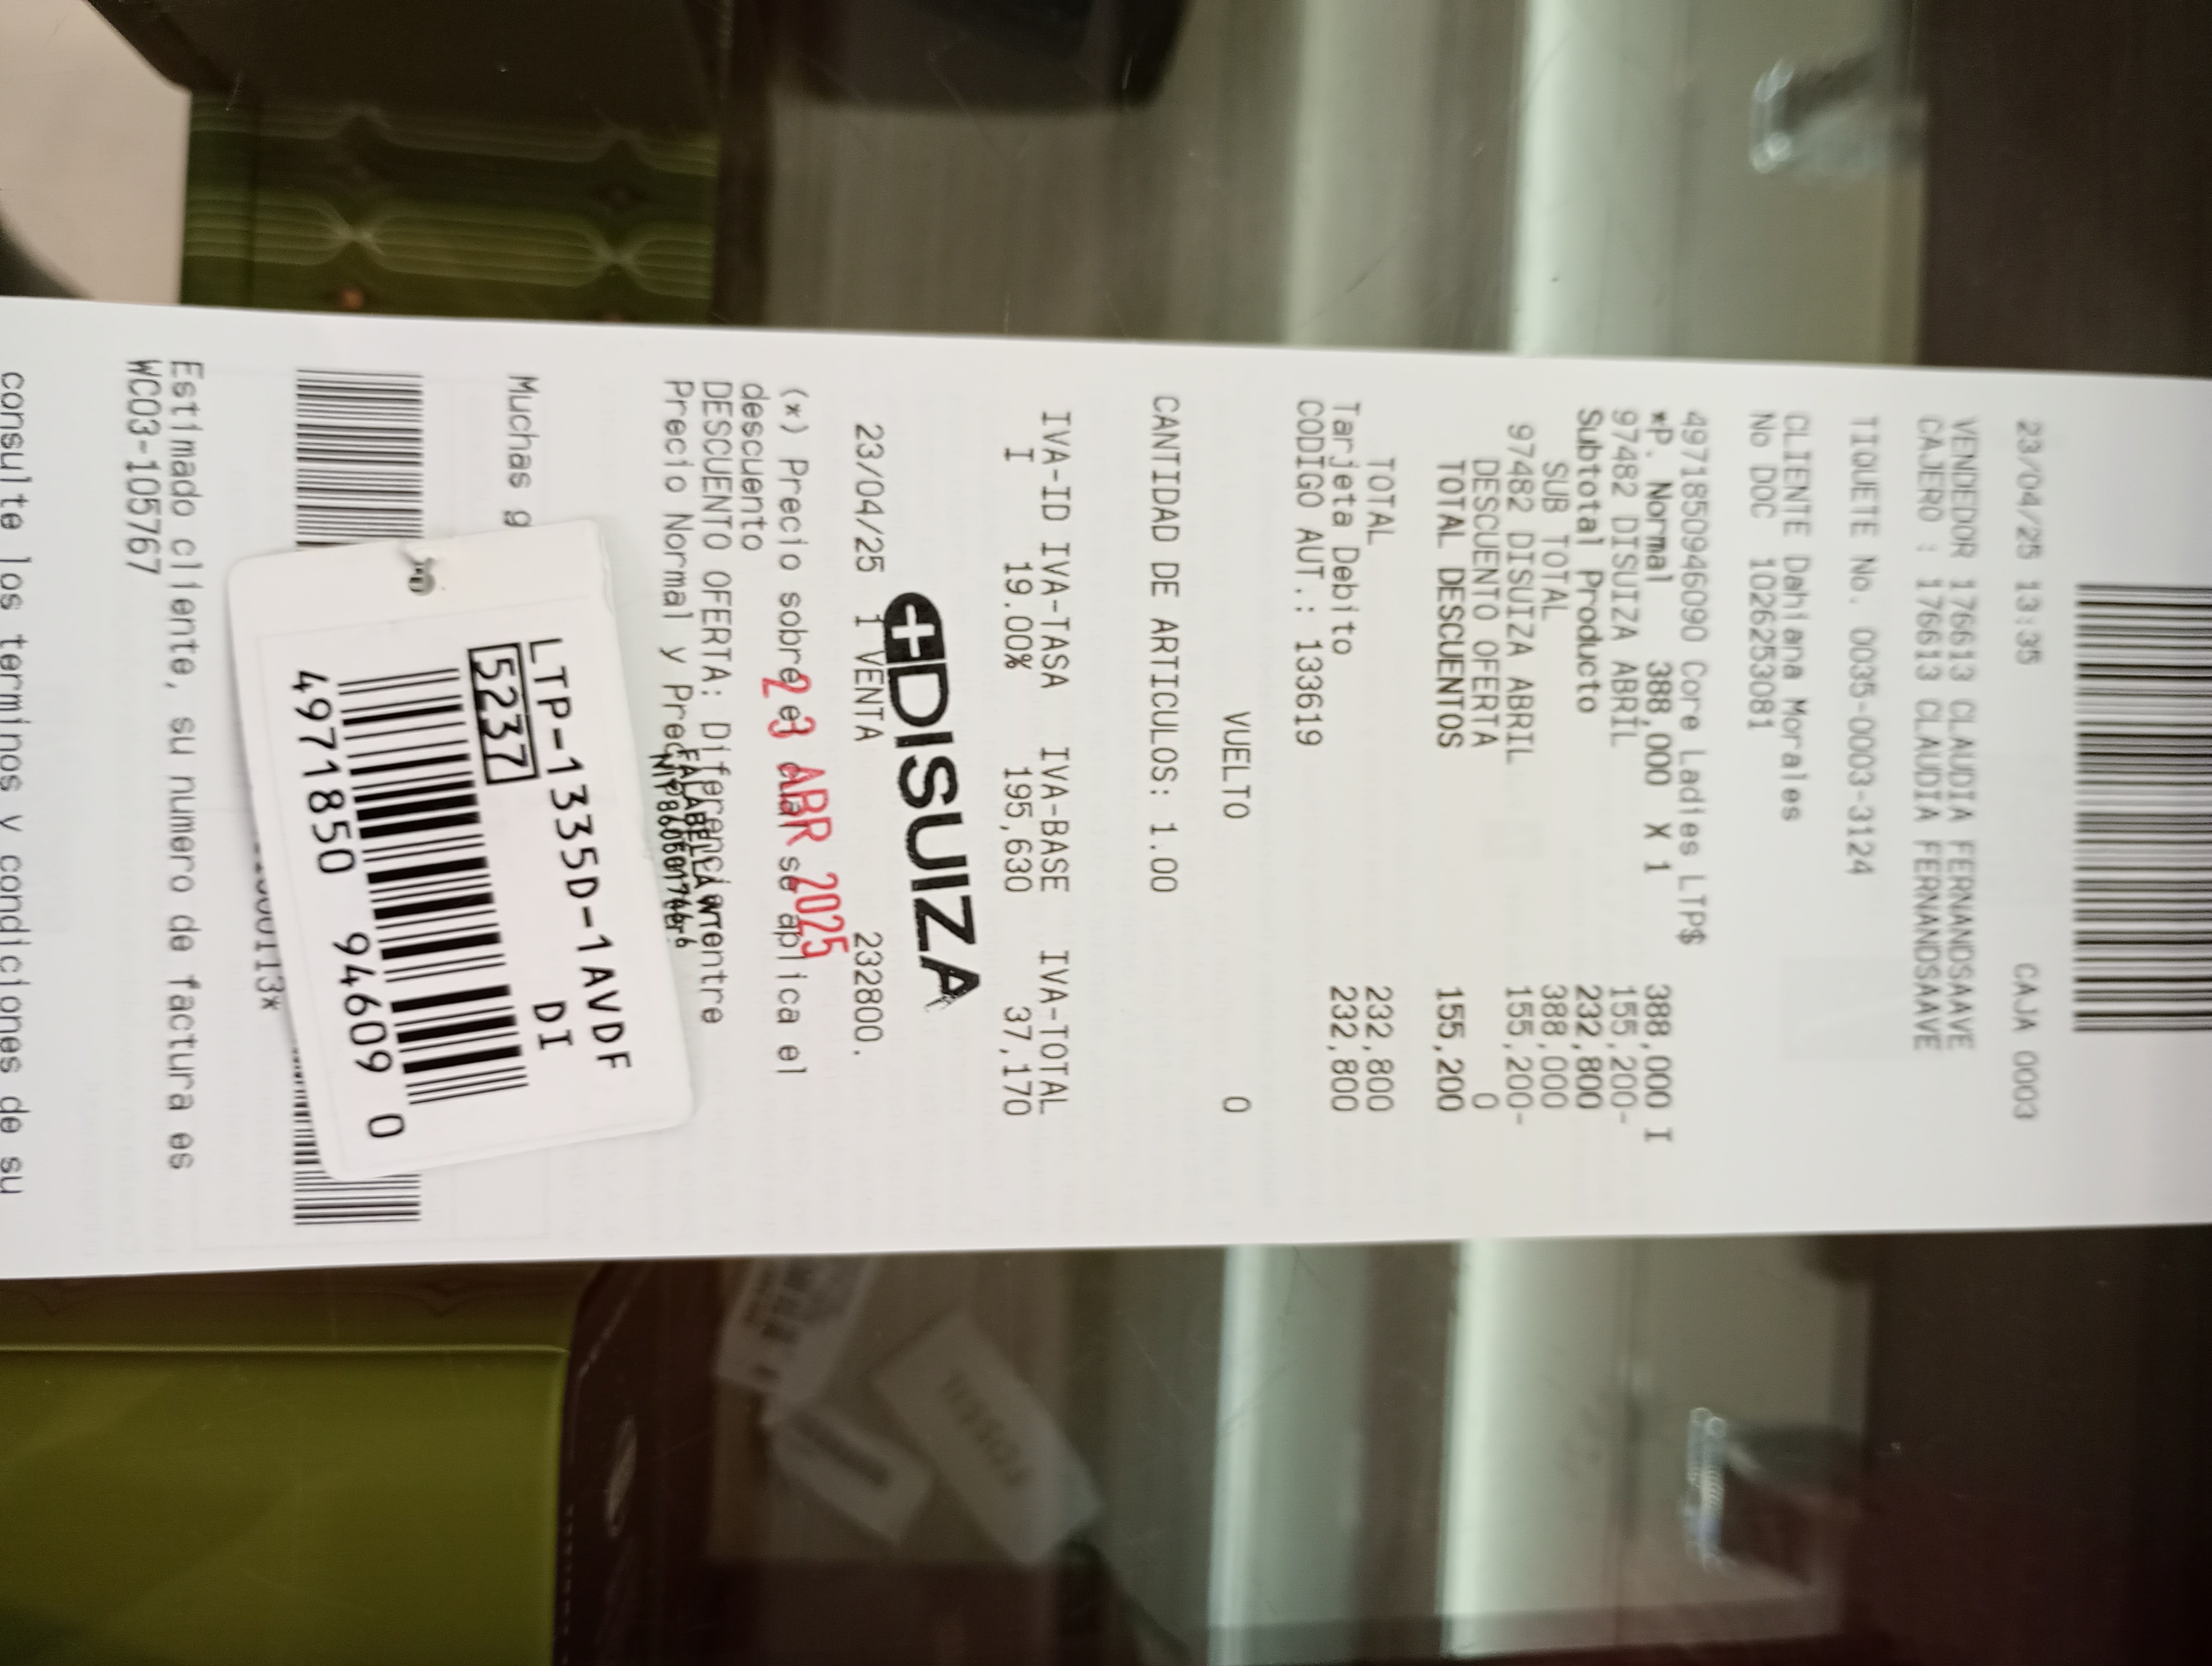 23/04/25 13:35 CAJA 0003
VENDEDOR 176613 CLAUDIA FERNANDSAAVE
CAJERO : 176613 CLAUDIA FERNANDSAAVE
TIQUETE No. 0035-0003-3124
CLIENTE Dahiana Morales
No DOC 1026253081
4971850946090 Core Ladies LTP$
*P. Normal 388,000 X 1 388,000 I
97482 DISUIZA ABRIL 155,200-
Subtotal Producto 232,800
SUB TOTAL 388,000
97482 DISUIZA ABRIL 155,200-
DESCUENTO OFERTA 0
TOTAL DESCUENTOS 155,200
TOTAL 232,800
Tarjeta Debito 232,800
CODIGO AUT.: 133619
VUELTO 0
CANTIDAD DE ARTICULOS: 1.00
IVA-ID IVA-TASA IVA-BASE IVA-TOTAL
I 19.00% 195,630 37,170
DISUIZA
23/04/25 1 VENTA 232800.
23 ABR 2025
(*) Precio sobre el cual se aplica el
descuento
DESCUENTO OFERTA: Diferencia entre
Precio Normal y
FALABELLA
Muchas
LTP-1335D-1AVDF
5237 DI
4971850 94609 0
Estimado cliente, su numero de factura es
WC03-105767
consulte los terminos y condiciones de su